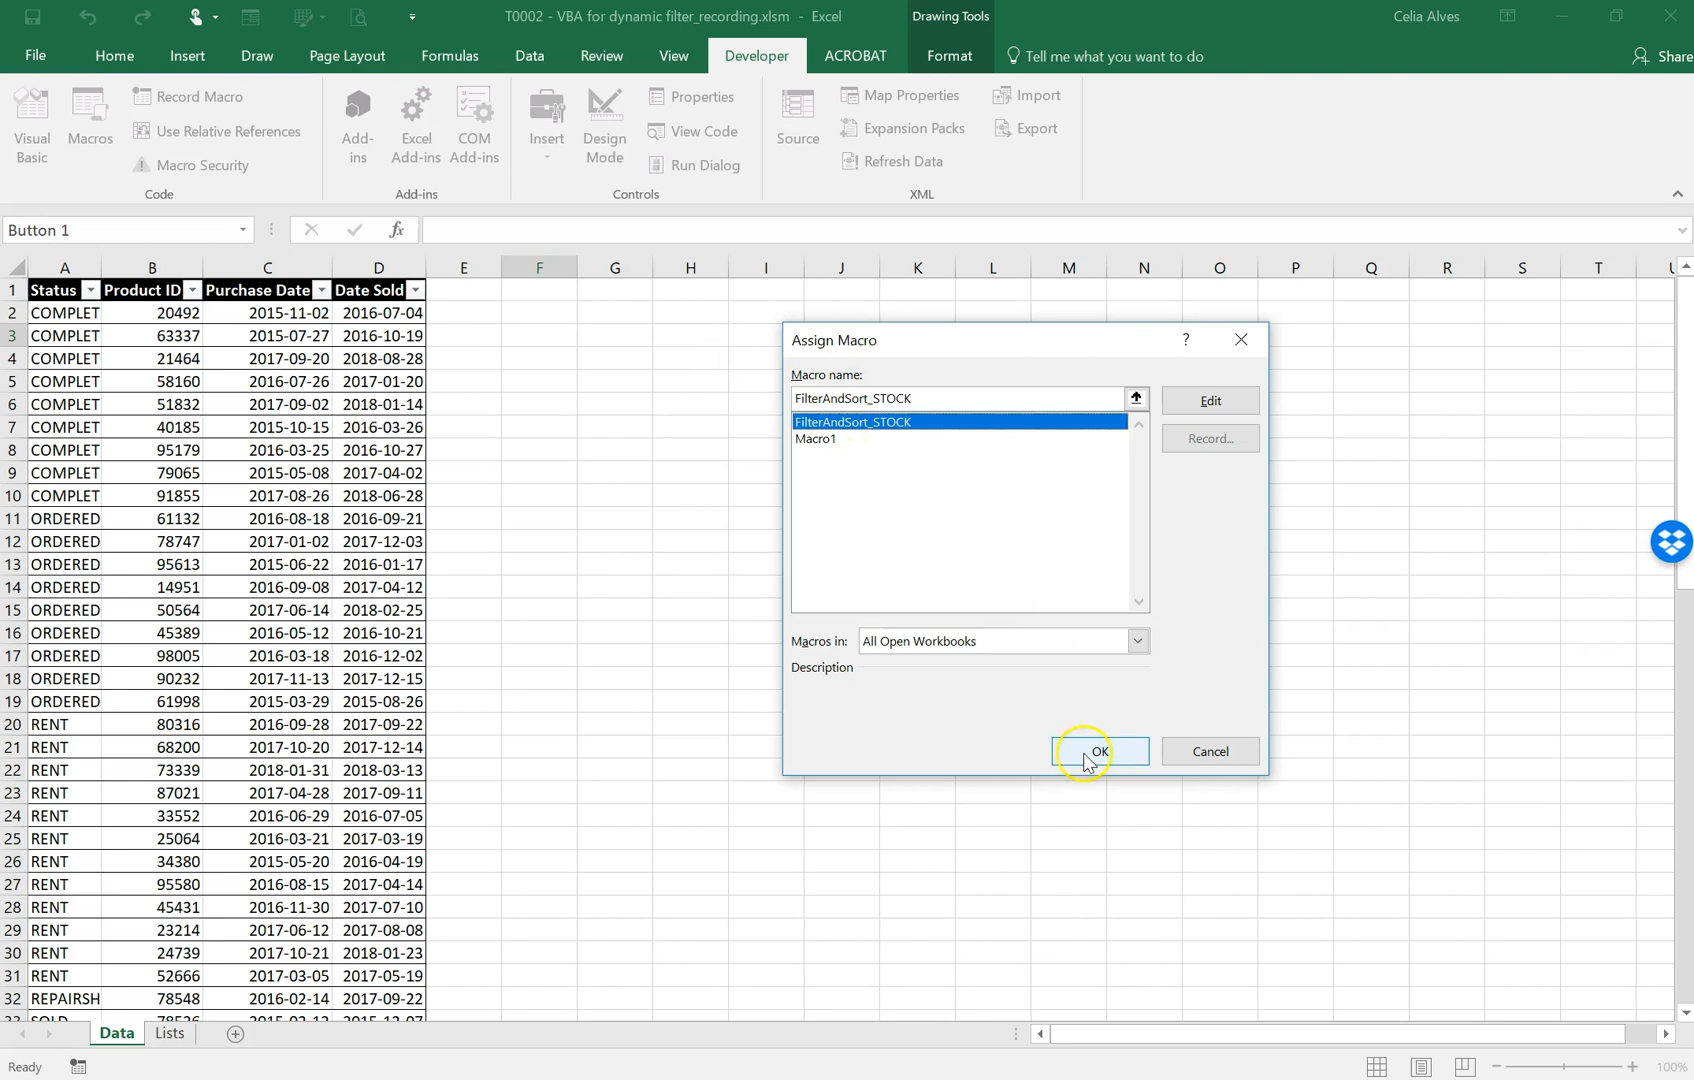 T0002 - VBA for dynamic filter_recording.xlsm - Excel
Drawing Tools
Celia Alves
File Home Insert Draw Page Layout Formulas Data Review View Developer ACROBAT Format Tell me what you want to do Share
Visual Basic
Macros
Record Macro
Use Relative References
Macro Security
Code
Add-ins
Excel Add-ins
COM Add-ins
Add-ins
Insert
Design Mode
Properties
View Code
Run Dialog
Controls
Source
Map Properties
Expansion Packs
Refresh Data
Import
Export
XML
Button 1
fx
A B C D E F G H I J K L M N O P Q R S T
1 Status Product ID Purchase Date Date Sold
2 COMPLET 20492 2015-11-02 2016-07-04
3 COMPLET 63337 2015-07-27 2016-10-19
4 COMPLET 21464 2017-09-20 2018-08-28
5 COMPLET 58160 2016-07-26 2017-01-20
6 COMPLET 51832 2017-09-02 2018-01-14
7 COMPLET 40185 2015-10-15 2016-03-26
8 COMPLET 95179 2016-03-25 2016-10-27
9 COMPLET 79065 2015-05-08 2017-04-02
10 COMPLET 91855 2017-08-26 2018-06-28
11 ORDERED 61132 2016-08-18 2016-09-21
12 ORDERED 78747 2017-01-02 2017-12-03
13 ORDERED 95613 2015-06-22 2016-01-17
14 ORDERED 14951 2016-09-08 2017-04-12
15 ORDERED 50564 2017-06-14 2018-02-25
16 ORDERED 45389 2016-05-12 2016-10-21
17 ORDERED 98005 2016-03-18 2016-12-02
18 ORDERED 90232 2017-11-13 2017-12-15
19 ORDERED 61998 2015-03-29 2015-08-26
20 RENT 80316 2016-09-28 2017-09-22
21 RENT 68200 2017-10-20 2017-12-14
22 RENT 73339 2018-01-31 2018-03-13
23 RENT 87021 2017-04-28 2017-09-11
24 RENT 33552 2016-06-29 2016-07-05
25 RENT 25064 2016-03-21 2017-03-19
26 RENT 34380 2015-05-20 2016-04-19
27 RENT 95580 2016-08-15 2017-04-14
28 RENT 45431 2016-11-30 2017-07-10
29 RENT 23214 2017-06-12 2017-08-08
30 RENT 24739 2017-10-21 2018-01-23
31 RENT 52666 2017-03-05 2017-05-19
32 REPAIRSH 78548 2016-02-14 2017-09-22
Assign Macro
?
Macro name:
FilterAndSort_STOCK
FilterAndSort_STOCK
Macro1
Edit
Record...
Macros in: All Open Workbooks
Description
OK
Cancel
Data Lists
Ready
100%